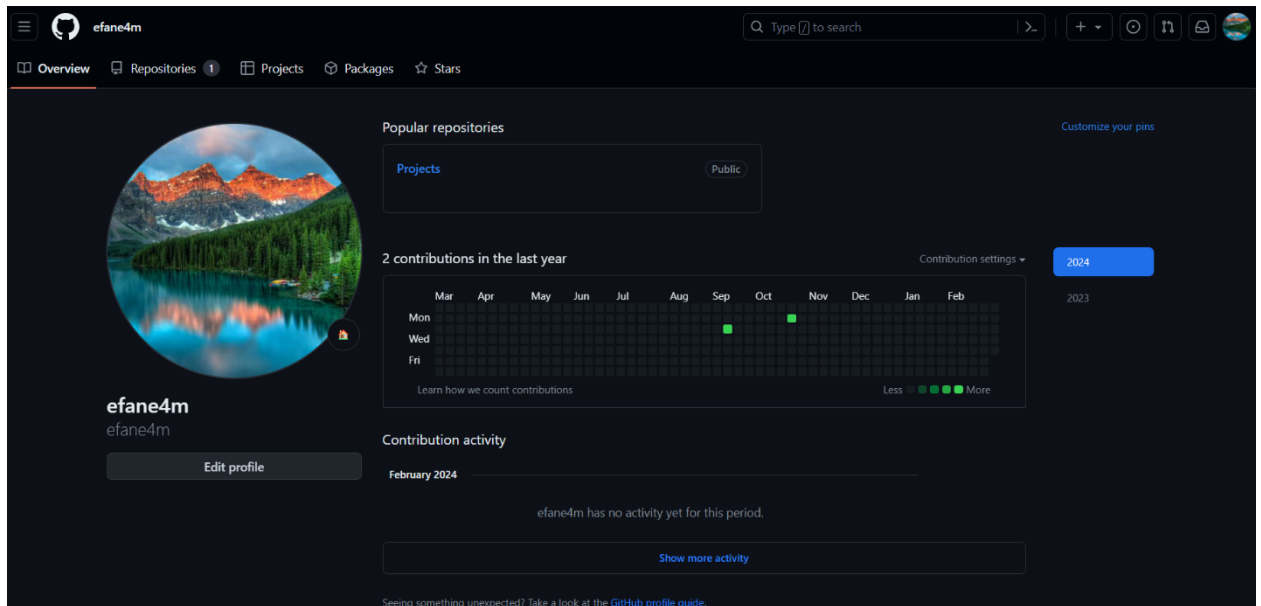 efane4m
Type / to search
Overview Repositories 1 Projects Packages Stars
Popular repositories
Customize your pins
Projects Public
2 contributions in the last year
Contribution settings
2024
2023
Mar Apr May Jun Jul Aug Sep Oct Nov Dec Jan Feb
Mon
Wed
Fri
Learn how we count contributions
Less More
efane4m
efane4m
Edit profile
Contribution activity
February 2024
efane4m has no activity yet for this period.
Show more activity
Seeing something unexpected? Take a look at the GitHub profile guide.